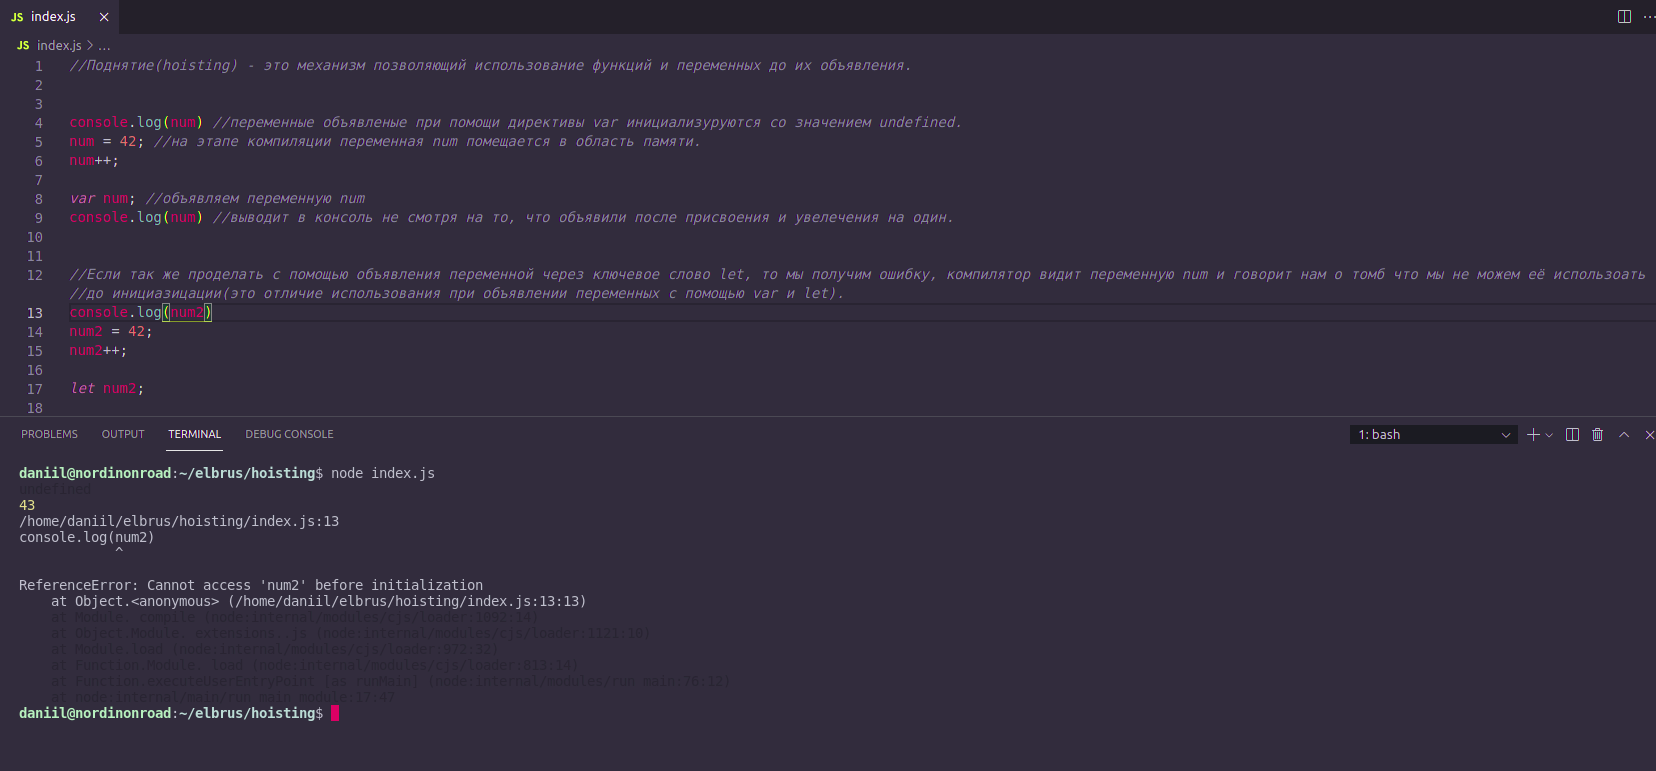 JS index.js ×
JS index.js > ...
1 //Поднятие(hoisting) - это механизм позволяющий использование функций и переменных до их объявления.
2
3
4 console.log(num) //переменные объявленые при помощи директивы var инициализуруются со значением undefined.
5 num = 42; //на этапе компиляции переменная num помещается в область памяти.
6 num++;
7
8 var num; //объявляем переменную num
9 console.log(num) //выводит в консоль не смотря на то, что объявили после присвоения и увелечения на один.
10
11
12 //Если так же проделать с помощью объявления переменной через ключевое слово let, то мы получим ошибку, компилятор видит переменную num и говорит нам о томб что мы не можем её использоать
//до инициазицации(это отличие использования при объявлении переменных с помощью var и let).
13 console.log(num2)
14 num2 = 42;
15 num2++;
16
17 let num2;
18
PROBLEMS OUTPUT TERMINAL DEBUG CONSOLE 1: bash
daniil@nordinonroad:~/elbrus/hoisting$ node index.js
undefined
43
/home/daniil/elbrus/hoisting/index.js:13
console.log(num2)
^
ReferenceError: Cannot access 'num2' before initialization
at Object.<anonymous> (/home/daniil/elbrus/hoisting/index.js:13:13)
at Module._compile (node:internal/modules/cjs/loader:1092:14)
at Object.Module._extensions..js (node:internal/modules/cjs/loader:1121:10)
at Module.load (node:internal/modules/cjs/loader:972:32)
at Function.Module._load (node:internal/modules/cjs/loader:813:14)
at Function.executeUserEntryPoint [as runMain] (node:internal/modules/run_main:76:12)
at node:internal/main/run_main_module:17:47
daniil@nordinonroad:~/elbrus/hoisting$